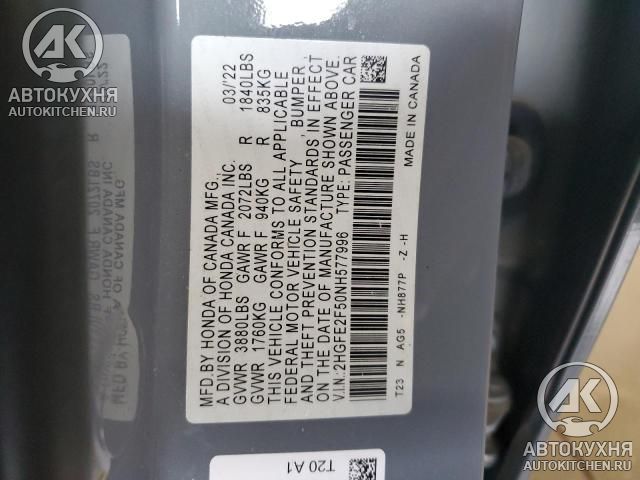 MFD.BY HONDA OF CANADA MFG.,
A DIVISION OF HONDA CANADA INC. 03/22
GVWR 3880LBS GAWR F 2072LBS R 1840LBS
GVWR 1760KG GAWR F 940KG R 835KG
THIS VEHICLE CONFORMS TO ALL APPLICABLE
FEDERAL MOTOR VEHICLE SAFETY, BUMPER,
AND THEFT PREVENTION STANDARDS IN EFFECT
ON THE DATE OF MANUFACTURE SHOWN ABOVE.
V.I.N.:2HGFE2F50NH577996 TYPE:PASSENGER CAR
T23 N AG5 -NH877P -Z -H MADE IN CANADA
T20 A1
АК
АВТОКУХНЯ
AUTOKITCHEN.RU
АК
АВТОКУХНЯ
AUTOKITCHEN.RU